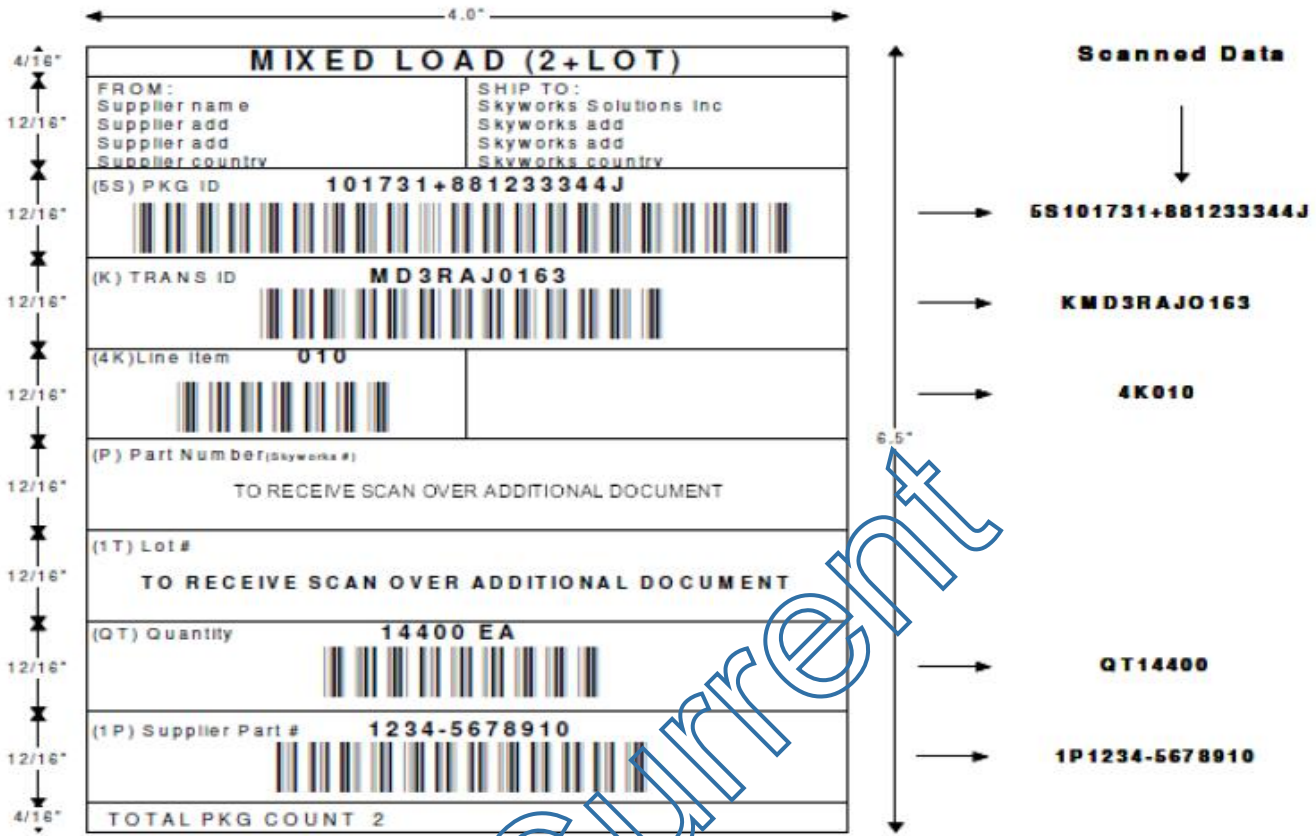 4.0"
4/16"
MIXED LOAD (2+LOT)
Scanned Data
12/16"
FROM:
Supplier name
Supplier add
Supplier add
Supplier country
SHIP TO:
Skyworks Solutions Inc
Skyworks add
Skyworks add
Skyworks country
12/16"
(5S) PKG ID 101731+881233344J
5S101731+881233344J
12/16"
(K) TRANS ID MD3RAJ0163
KMD3RAJO163
12/16"
(4K)Line Item 010
4K010
6.5"
12/16"
(P) Part Number(Skyworks #)
TO RECEIVE SCAN OVER ADDITIONAL DOCUMENT
12/16"
(1T) Lot #
TO RECEIVE SCAN OVER ADDITIONAL DOCUMENT
12/16"
(QT) Quantity 14400 EA
QT14400
12/16"
(1P) Supplier Part # 1234-5678910
1P1234-5678910
4/16"
TOTAL PKG COUNT 2
urrent